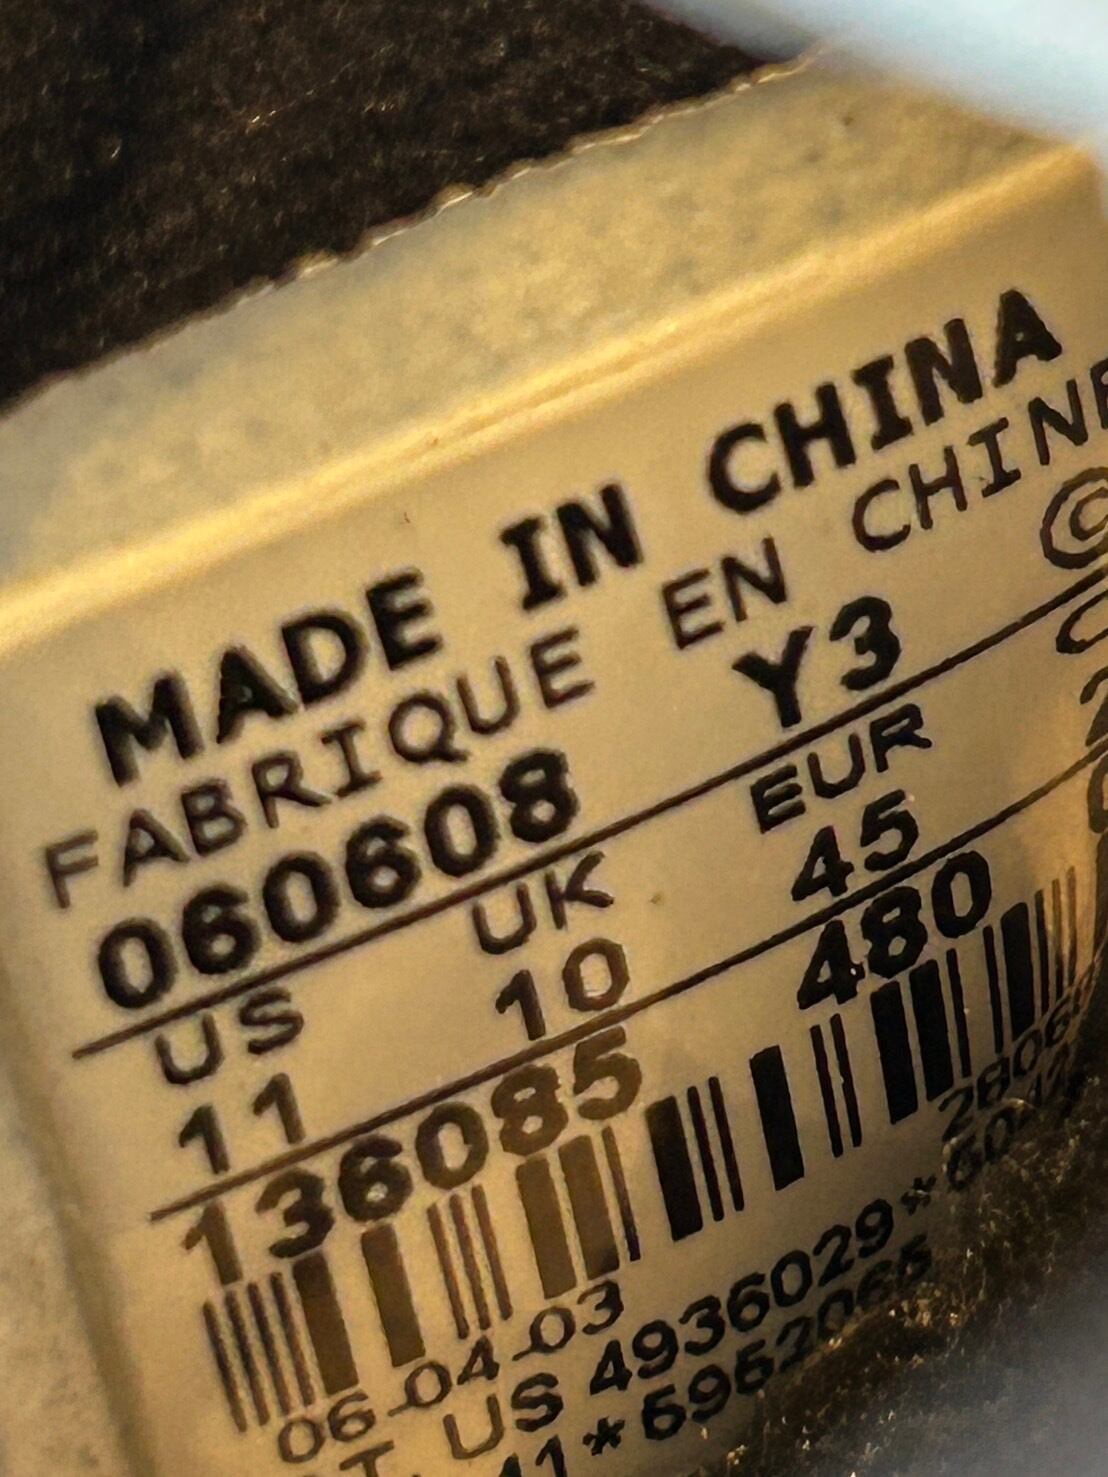 MADE IN CHINA
FABRIQUE EN CHINE
060608 Y3 ©
US UK EUR
11 10 45
136085 480
06-04-03
US 4936029*